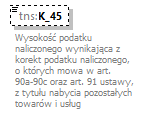 tns:K_45
Wysokość podatku
naliczonego wynikająca z
korekt podatku naliczonego,
o których mowa w art.
90a-90c oraz art. 91 ustawy,
z tytułu nabycia pozostałych
towarów i usług